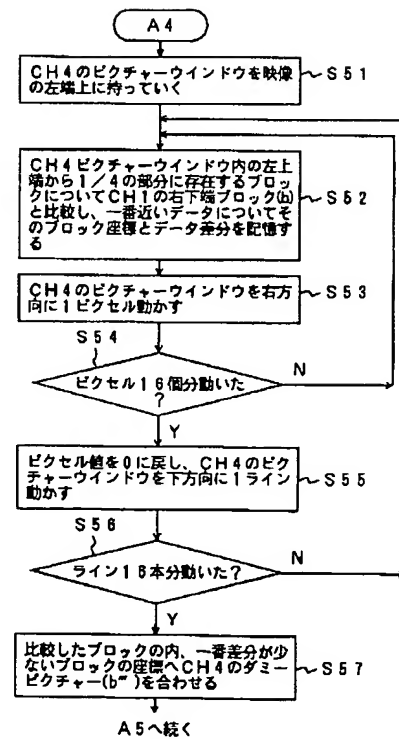 A4
CH4のピクチャーウインドウを映像
の左端上に持っていく
S51
CH4ピクチャーウインドウ内の左上
端から1/4の部分に存在するブロッ
クについてCH1の右下端ブロック(b)
と比較し、一番近いデータについてそ
のブロック座標とデータ差分を記憶す
る
S52
CH4のピクチャーウインドウを右方
向に1ピクセル動かす
S53
S54
ピクセル16個分動いた
?
N
Y
ピクセル値を0に戻し、CH4のピク
チャーウインドウを下方向に1ライン
動かす
S55
S56
ライン16本分動いた?
N
Y
比較したブロックの内、一番差分が少
ないブロックの座標へCH4のダミー
ピクチャー(b‴)を合わせる
S57
A5へ続く